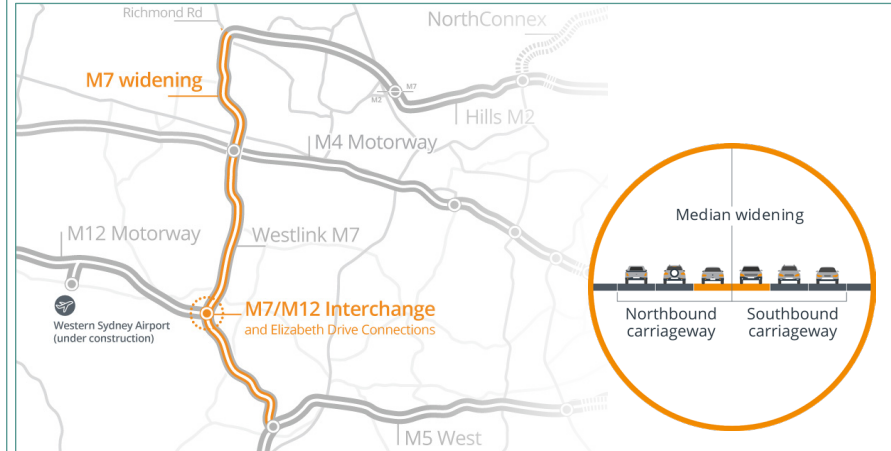 Richmond Rd
NorthConnex
M7 widening
M7
M2
Hills M2
M4 Motorway
Median widening
M12 Motorway
Westlink M7
M7/M12 Interchange
and Elizabeth Drive Connections
Western Sydney Airport
(under construction)
Northbound
carriageway
Southbound
carriageway
M5 West